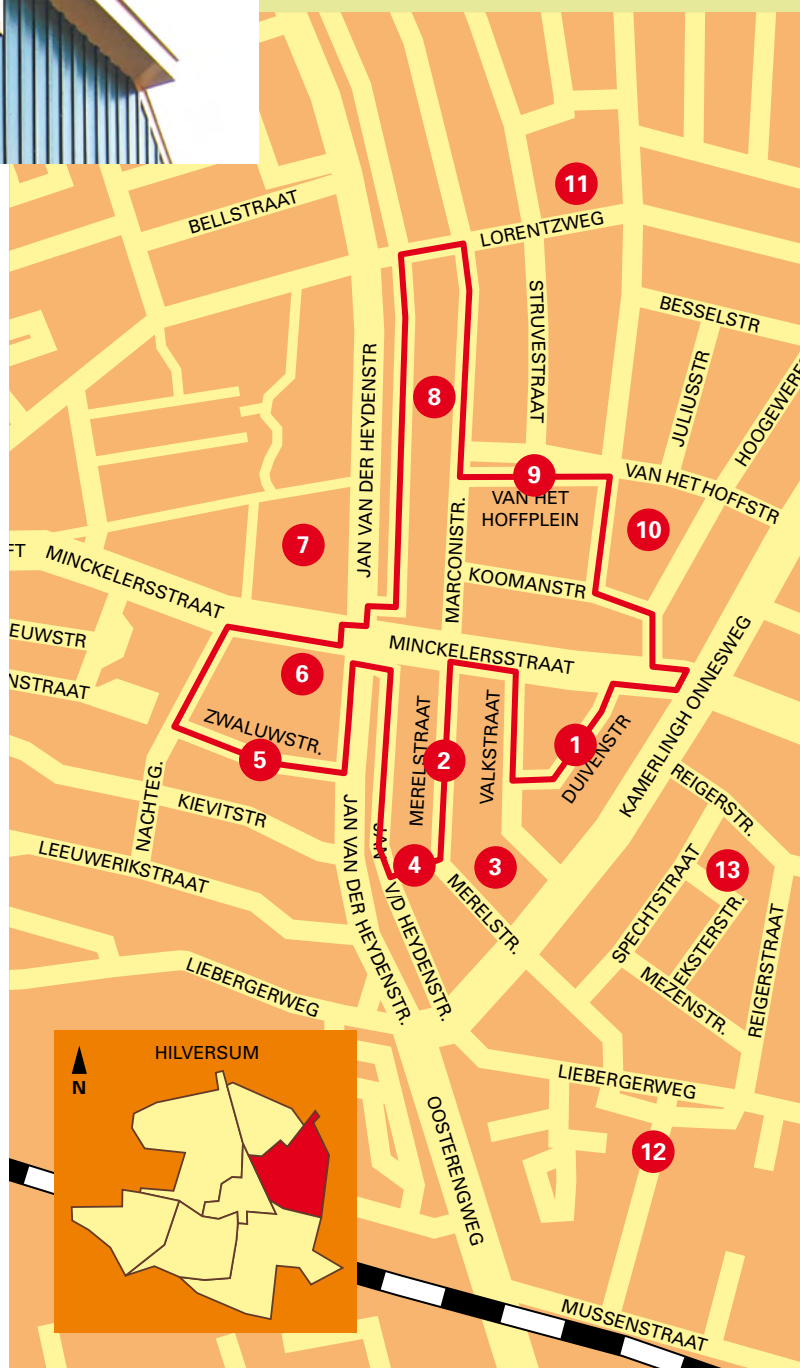 BELLSTRAAT
11
LORENTZWEG
STRUVESTRAAT
BESSELSTR
JULIUSSTR
HOOGEWERF
JAN VAN DER HEYDENSTR
8
9
VAN HET
HOFFPLEIN
VAN HET HOFFSTR
10
7
FT
MINCKELERSSTRAAT
MARCONISTR.
KOOMANSTR
EUWSTR
NSTRAAT
MINCKELERSSTRAAT
6
ZWALUWSTR.
5
MERELSTRAAT
2
VALKSTRAAT
1
DUIVENSTR
KAMERLINGH ONNESWEG
NACHTEG.
KIEVITSTR
LEEUWERIKSTRAAT
JAN VAN DER HEYDENSTR.
JAN
V/D HEYDENSTR.
4
3
MERELSTR.
REIGERSTR.
13
SPECHTSTRAAT
EKSTERSTR.
MEZENSTR.
REIGERSTRAAT
LIEBERGERWEG
LIEBERGERWEG
12
OOSTERENGWEG
MUSSENSTRAAT
HILVERSUM
N